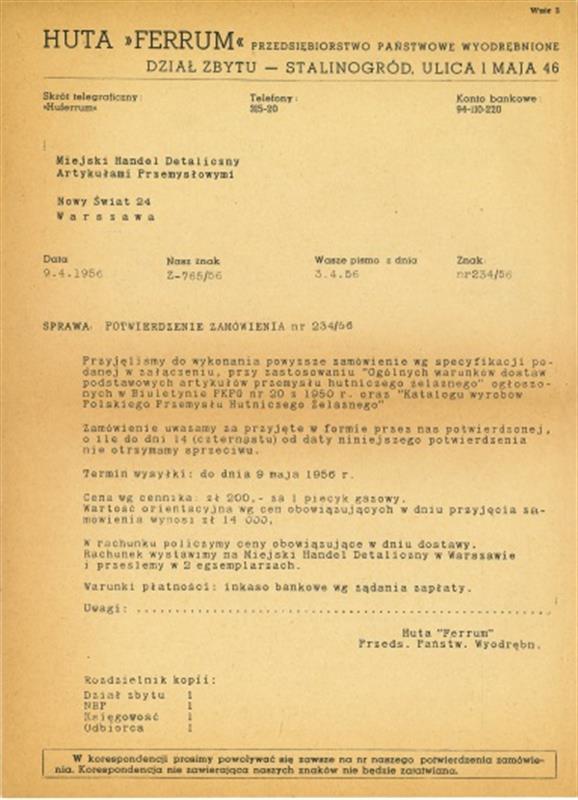 Wzór 3
HUTA »FERRUM« PRZEDSIĘBIORSTWO PAŃSTWOWE WYODRĘBNIONE
DZIAŁ ZBYTU — STALINOGRÓD, ULICA 1 MAJA 46
Skrót telegraficzny: Telefony: Konto bankowe:
»Huferrum« 315-20 94-110-220
Miejski Handel Detaliczny
Artykułami Przemysłowymi
Nowy Świat 24
Warszawa
Data Nasz znak Wasze pismo z dnia Znak
9.4.1956 Z-765/56 3.4.56 nr234/56
SPRAWA: POTWIERDZENIE ZAMÓWIENIA nr 234/56
Przyjęliśmy do wykonania powyższe zamówienie wg specyfikacji po-
danej w załączeniu, przy zastosowaniu "Ogólnych warunków dostaw
podstawowych artykułów przemysłu hutniczego żelaznego" ogłoszo-
nych w Biuletynie PKPG nr 20 z 1950 r. oraz "Katalogu wyrobów
Polskiego Przemysłu Hutniczego Żelaznego"
Zamówienie uważamy za przyjęte w formie przez nas potwierdzonej,
o ile do dni 14 (czternastu) od daty niniejszego potwierdzenia
nie otrzymamy sprzeciwu.
Termin wysyłki: do dnia 9 maja 1956 r.
Cena wg cennika: zł 200,- za 1 piecyk gazowy.
Wartość orientacyjna wg cen obowiązujących w dniu przyjęcia za-
mówienia wynosi zł 14 000,
W rachunku policzymy ceny obowiązujące w dniu dostawy.
Rachunek wystawimy na Miejski Handel Detaliczny w Warszawie
i prześlemy w 2 egzemplarzach.
Warunki płatności: inkaso bankowe wg żądania zapłaty.
Uwagi: ......................................................
Huta "Ferrum"
Przeds. Państw. Wyodrębn.
Rozdzielnik kopii:
Dział zbytu 1
NBP 1
Księgowość 1
Odbiorca 1
W korespondencji prosimy powoływać się zawsze na nr naszego potwierdzenia zamówie-
nia. Korespondencja nie zawierająca naszych znaków nie będzie załatwiana.